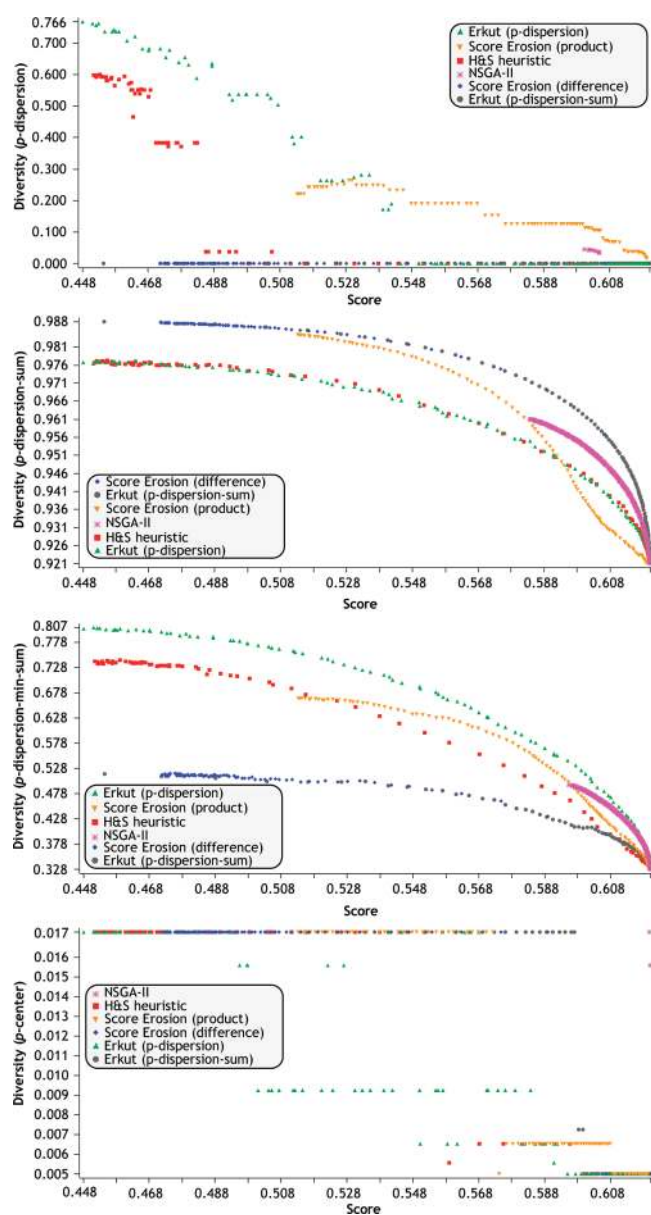 0.766
0.700
0.600
0.500
0.400
0.300
0.200
0.100
0.000
Diversity (p-dispersion)
Erkut (p-dispersion)
Score Erosion (product)
H&S heuristic
NSGA-II
Score Erosion (difference)
Erkut (p-dispersion-sum)
0.448 0.468 0.488 0.508 0.528 0.548 0.568 0.588 0.608
Score
0.988
0.981
0.976
0.971
0.966
0.961
0.956
0.951
0.946
0.941
0.936
0.931
0.926
0.921
Diversity (p-dispersion-sum)
Score Erosion (difference)
Erkut (p-dispersion-sum)
Score Erosion (product)
NSGA-II
H&S heuristic
Erkut (p-dispersion)
0.448 0.468 0.488 0.508 0.528 0.548 0.568 0.588 0.608
Score
0.807
0.778
0.728
0.678
0.628
0.578
0.528
0.478
0.428
0.378
0.328
Diversity (p-dispersion-min-sum)
Erkut (p-dispersion)
Score Erosion (product)
H&S heuristic
NSGA-II
Score Erosion (difference)
Erkut (p-dispersion-sum)
0.448 0.468 0.488 0.508 0.528 0.548 0.568 0.588 0.608
Score
0.017
0.016
0.015
0.014
0.013
0.012
0.011
0.010
0.009
0.008
0.007
0.006
0.005
Diversity (p-center)
NSGA-II
H&S heuristic
Score Erosion (product)
Score Erosion (difference)
Erkut (p-dispersion)
Erkut (p-dispersion-sum)
0.448 0.468 0.488 0.508 0.528 0.548 0.568 0.588 0.608
Score